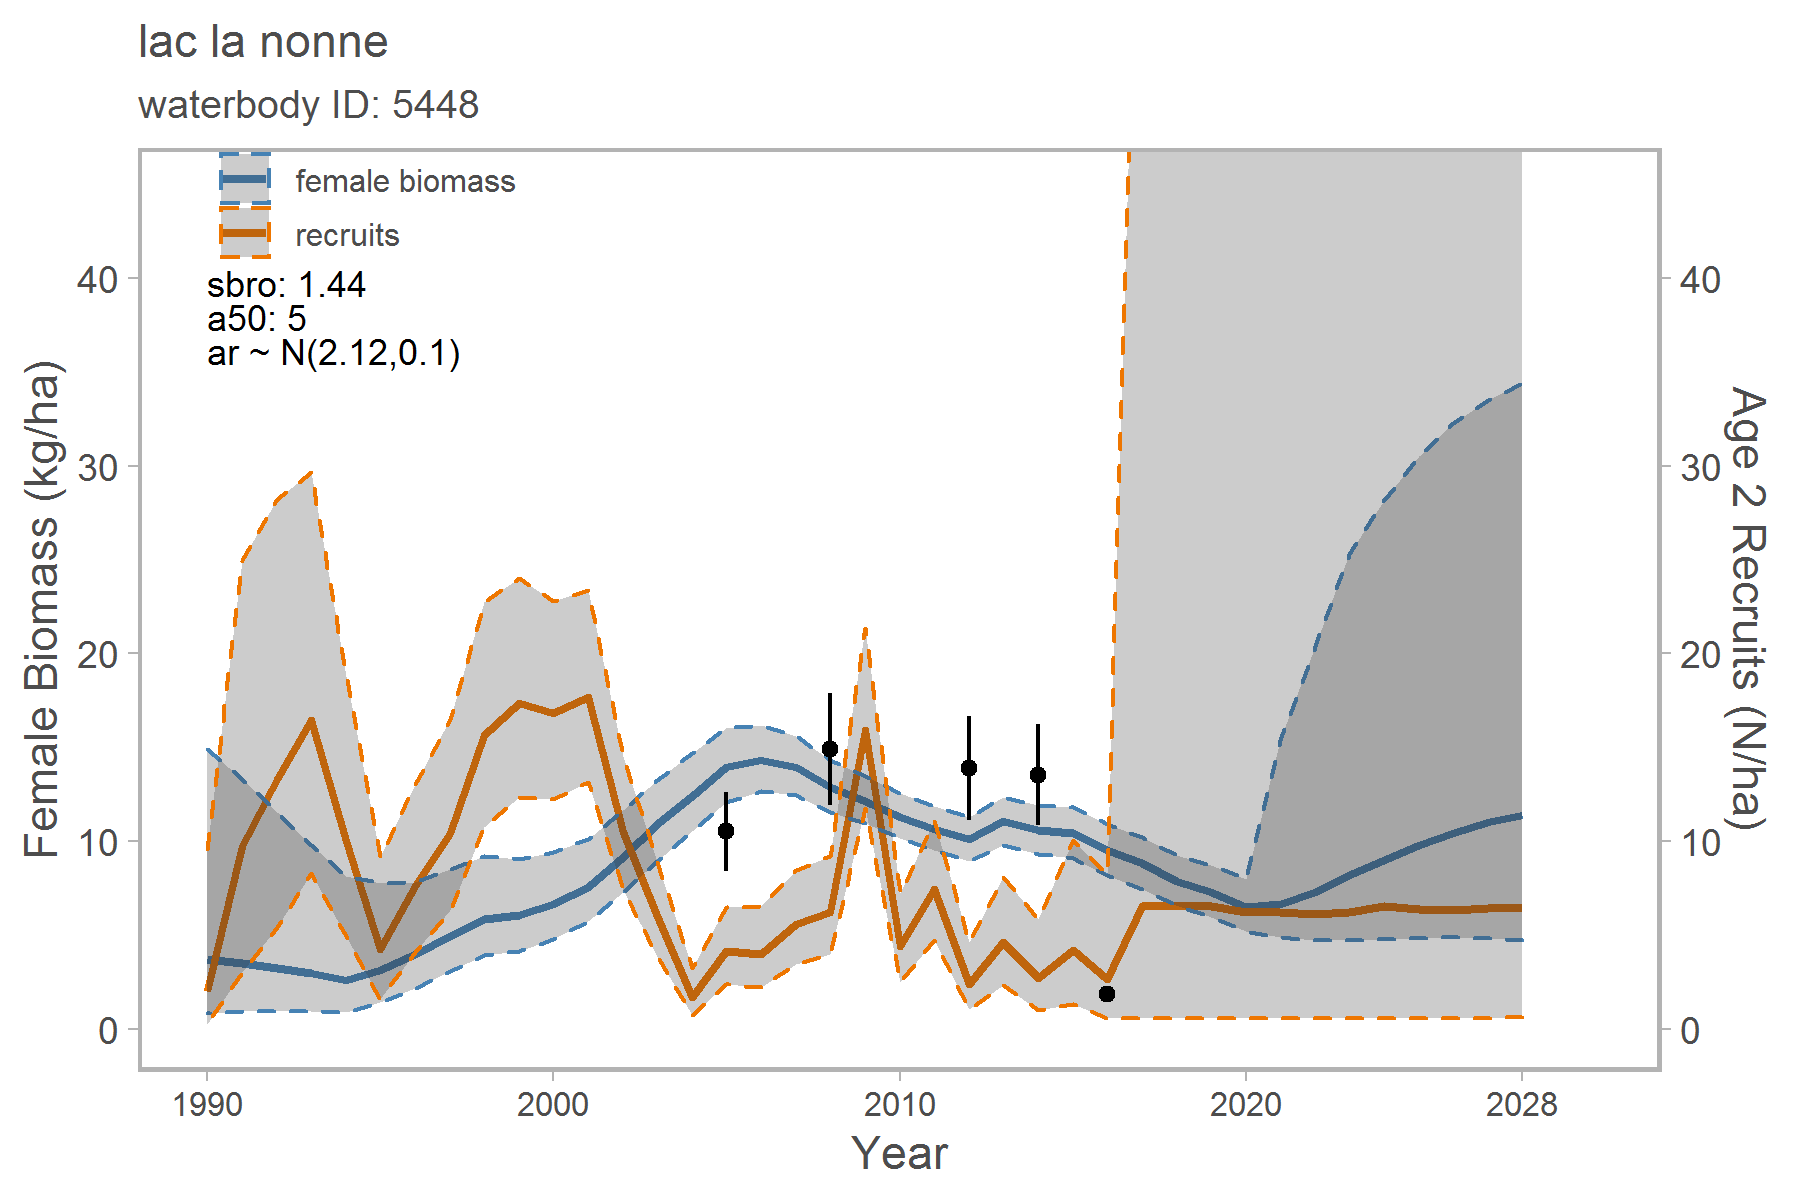 lac la nonne
waterbody ID: 5448
female biomass
recruits
sbro: 1.44
a50: 5
ar ~ N(2.12,0.1)
Female Biomass (kg/ha)
40
30
20
10
0
40
30
20
10
0
Age 2 Recruits (N/ha)
1990
2000
2010
2020
2028
Year